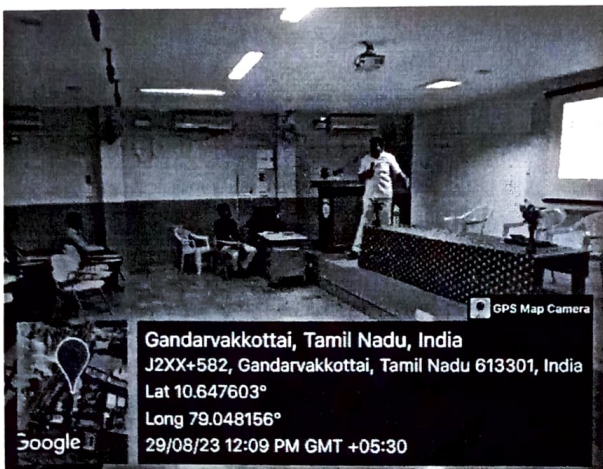 GPS Map Camera
Gandarvakkottai, Tamil Nadu, India
J2XX+582, Gandarvakkottai, Tamil Nadu 613301, India
Lat 10.647603°
Long 79.048156°
29/08/23 12:09 PM GMT +05:30
Google